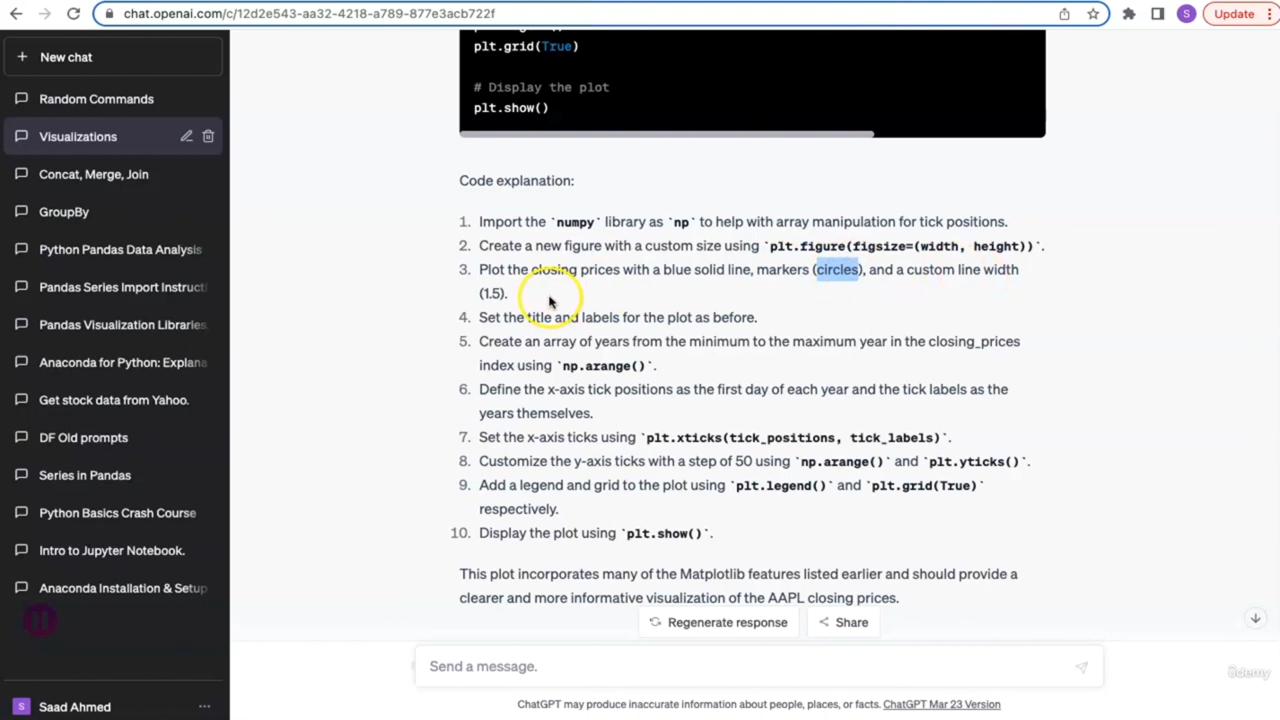 chat.openai.com/c/12d2e543-aa32-4218-a789-877e3acb722f
S
Update
New chat
Random Commands
Visualizations
Concat, Merge, Join
GroupBy
Python Pandas Data Analysis
Pandas Series Import Instructi
Pandas Visualization Libraries.
Anaconda for Python: Explana
Get stock data from Yahoo.
DF Old prompts
Series in Pandas
Python Basics Crash Course
Intro to Jupyter Notebook.
Anaconda Installation & Setup
S Saad Ahmed
plt.grid(True)
# Display the plot
plt.show()
Code explanation:
1. Import the `numpy` library as `np` to help with array manipulation for tick positions.
2. Create a new figure with a custom size using `plt.figure(figsize=(width, height))`.
3. Plot the closing prices with a blue solid line, markers (circles), and a custom line width
(1.5).
4. Set the title and labels for the plot as before.
5. Create an array of years from the minimum to the maximum year in the closing_prices
index using `np.arange()`.
6. Define the x-axis tick positions as the first day of each year and the tick labels as the
years themselves.
7. Set the x-axis ticks using `plt.xticks(tick_positions, tick_labels)`.
8. Customize the y-axis ticks with a step of 50 using `np.arange()` and `plt.yticks()`.
9. Add a legend and grid to the plot using `plt.legend()` and `plt.grid(True)`
respectively.
10. Display the plot using `plt.show()`.
This plot incorporates many of the Matplotlib features listed earlier and should provide a
clearer and more informative visualization of the AAPL closing prices.
Regenerate response
Share
Send a message.
ChatGPT may produce inaccurate information about people, places, or facts. ChatGPT Mar 23 Version
ûdemy